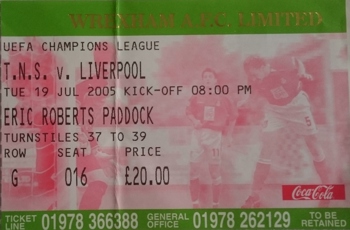 WREXHAM A.F.C. LIMITED
UEFA CHAMPIONS LEAGUE
T.N.S. v. LIVERPOOL
TUE 19 JUL 2005 KICK-OFF 08:00 PM
ERIC ROBERTS PADDOCK
TURNSTILES 37 TO 39
ROW SEAT PRICE
G 016 £20.00
Coca-Cola
TICKET LINE 01978 366388 GENERAL OFFICE 01978 262129 TO BE RETAINED